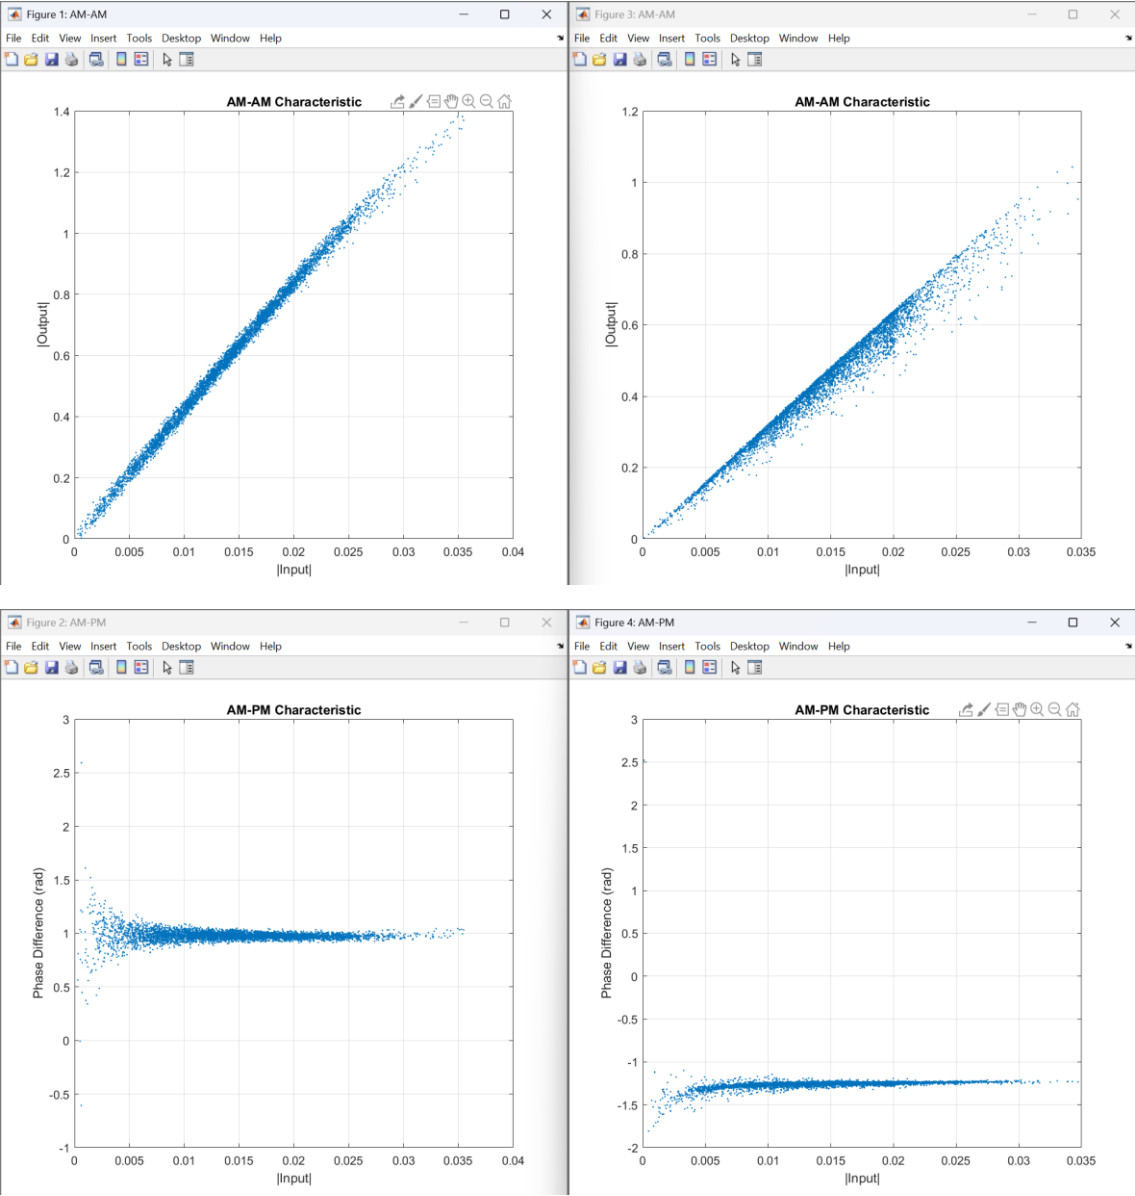 Figure 1: AM-AM
File Edit View Insert Tools Desktop Window Help
AM-AM Characteristic
1.4
1.2
1
0.8
0.6
0.4
0.2
0
|Output|
0 0.005 0.01 0.015 0.02 0.025 0.03 0.035 0.04
|Input|
Figure 3: AM-AM
File Edit View Insert Tools Desktop Window Help
AM-AM Characteristic
1.2
1
0.8
0.6
0.4
0.2
0
|Output|
0 0.005 0.01 0.015 0.02 0.025 0.03 0.035
|Input|
Figure 2: AM-PM
File Edit View Insert Tools Desktop Window Help
AM-PM Characteristic
3
2.5
2
1.5
1
0.5
0
-0.5
-1
Phase Difference (rad)
0 0.005 0.01 0.015 0.02 0.025 0.03 0.035 0.04
|Input|
Figure 4: AM-PM
File Edit View Insert Tools Desktop Window Help
AM-PM Characteristic
3
2.5
2
1.5
1
0.5
0
-0.5
-1
-1.5
-2
Phase Difference (rad)
0 0.005 0.01 0.015 0.02 0.025 0.03 0.035
|Input|